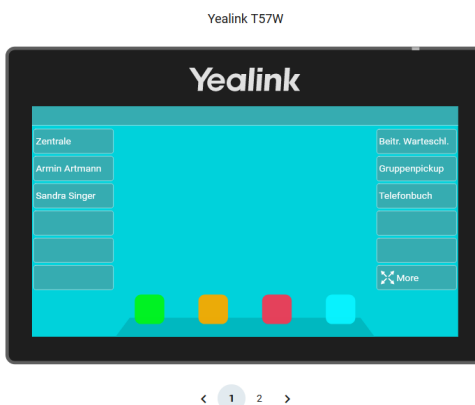 Yealink T57W
Yealink
Zentrale
Beitr. Warteschl.
Armin Artmann
Gruppenpickup
Sandra Singer
Telefonbuch
More
1 2